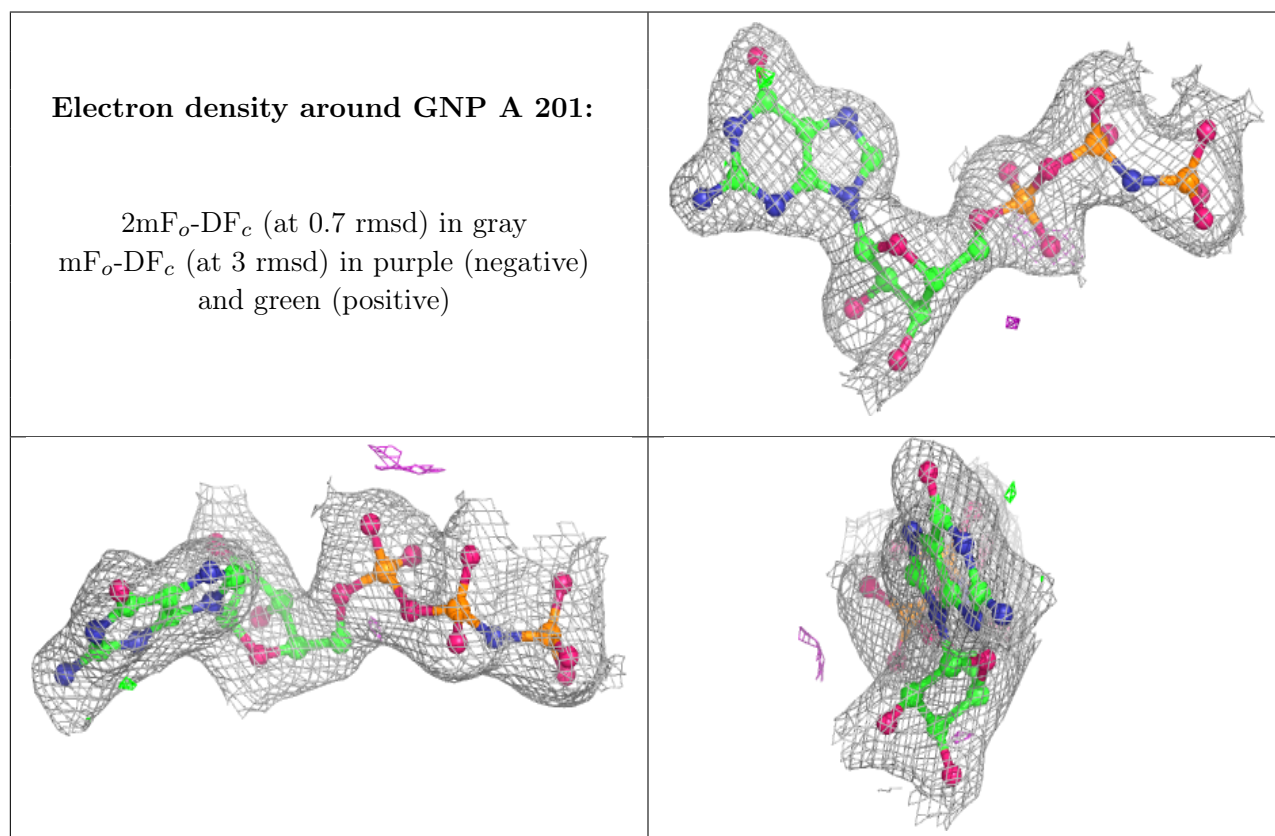 Electron density around GNP A 201:
2mFo-DFc (at 0.7 rmsd) in gray
mFo-DFc (at 3 rmsd) in purple (negative)
and green (positive)